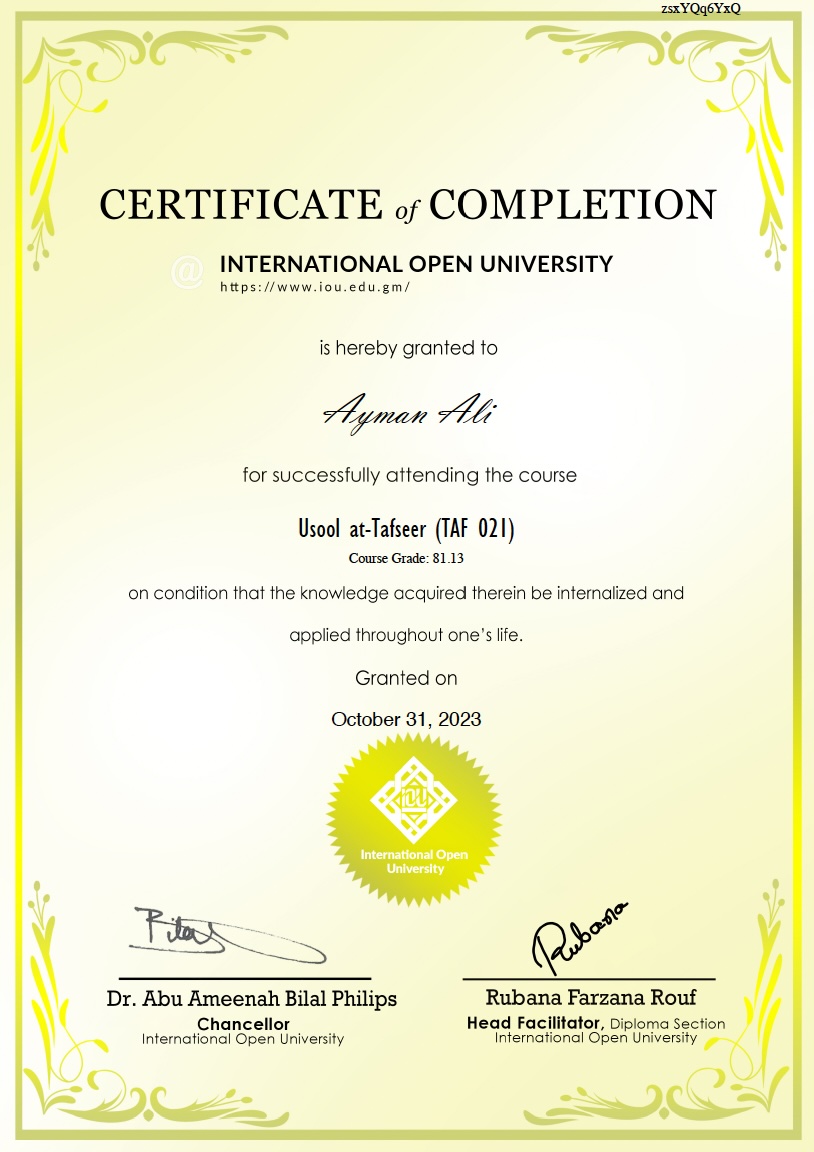 zsxYQq6YxQ
CERTIFICATE of COMPLETION
@ INTERNATIONAL OPEN UNIVERSITY
https://www.iou.edu.gm/
is hereby granted to
Ayman Ali
for successfully attending the course
Usool at-Tafseer (TAF 021)
Course Grade: 81.13
on condition that the knowledge acquired therein be internalized and
applied throughout one's life.
Granted on
October 31, 2023
International Open
University
Bilal
Rubana
Dr. Abu Ameenah Bilal Philips
Chancellor
International Open University
Rubana Farzana Rouf
Head Facilitator, Diploma Section
International Open University